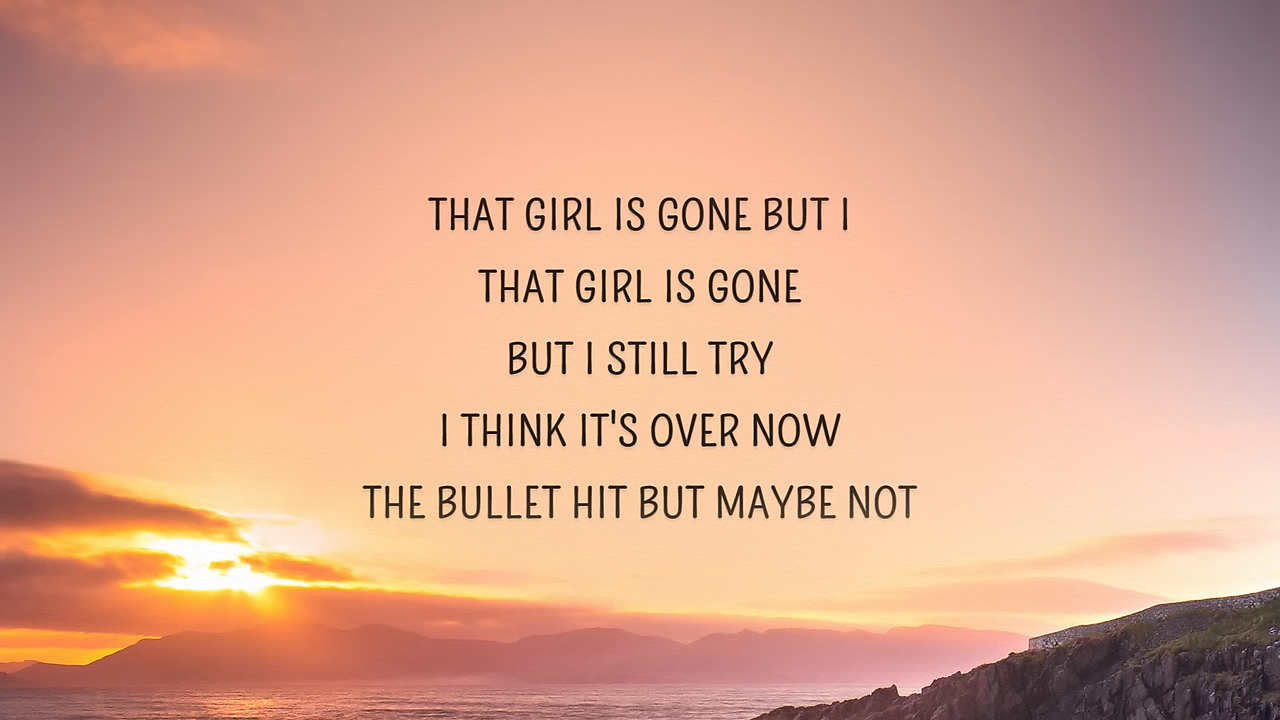 THAT GIRL IS GONE BUT I
THAT GIRL IS GONE
BUT I STILL TRY
I THINK IT'S OVER NOW
THE BULLET HIT BUT MAYBE NOT